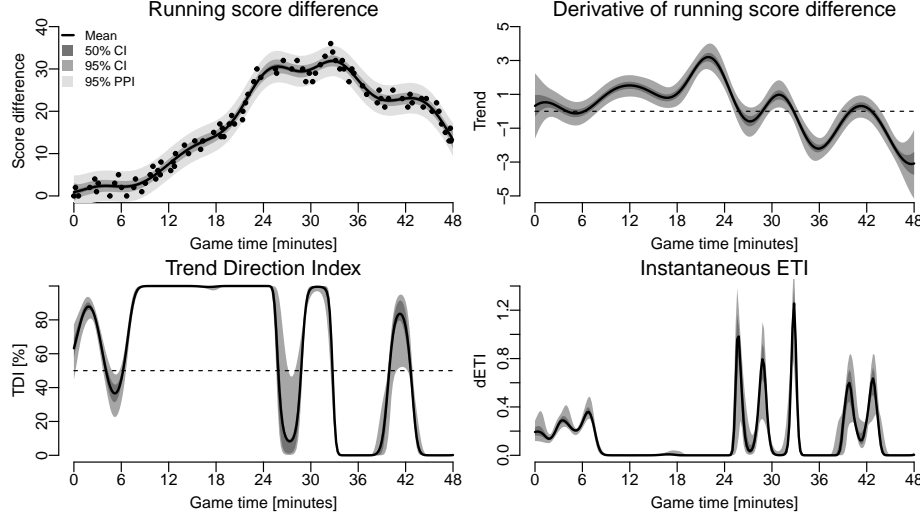 Running score difference
Score difference
0 10 20 30 40
Mean
50% CI
95% CI
95% PPI
0 6 12 18 24 30 36 42 48
Game time [minutes]
Derivative of running score difference
Trend
−5 −3 −1 1 3 5
0 6 12 18 24 30 36 42 48
Game time [minutes]
Trend Direction Index
TDI [%]
0 20 40 60 80
0 6 12 18 24 30 36 42 48
Game time [minutes]
Instantaneous ETI
dETI
0.0 0.4 0.8 1.2
0 6 12 18 24 30 36 42 48
Game time [minutes]